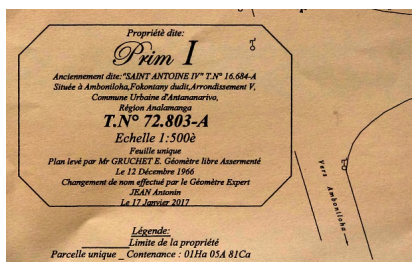 Propriété dite:
Prim I
Anciennement dite:"SAINT ANTOINE IV" T.N° 16.684-A
Située à Amboniloha,Fokontany dudit,Arrondissement V,
Commune Urbaine d'Antananarivo,
Région Analamanga
T.N° 72.803-A
Echelle 1:500è
Feuille unique
Plan levé par Mr GRUCHET E. Géomètre libre Assermenté
Le 12 Décembre 1966
Changement de nom effectué par le Géomètre Expert
JEAN Antonin
Le 17 Janvier 2017
Légende:
Limite de la propriété
Parcelle unique _ Contenance : 01Ha 05A 81Ca
Vers Amboniloha